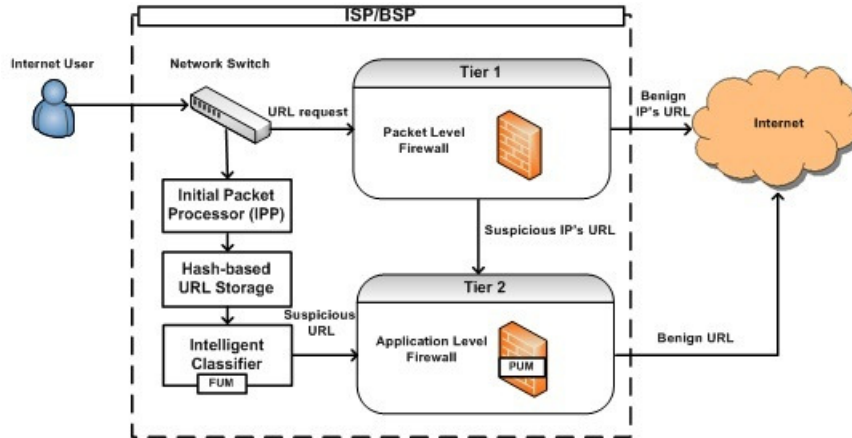 ISP/BSP
Internet User
Network Switch
Tier 1
URL request
Packet Level
Firewall
Benign
IP's URL
Internet
Initial Packet
Processor (IPP)
Suspicious IP's URL
Hash-based
URL Storage
Tier 2
Suspicious
URL
Intelligent
Classifier
FUM
Application Level
Firewall
PUM
Benign URL